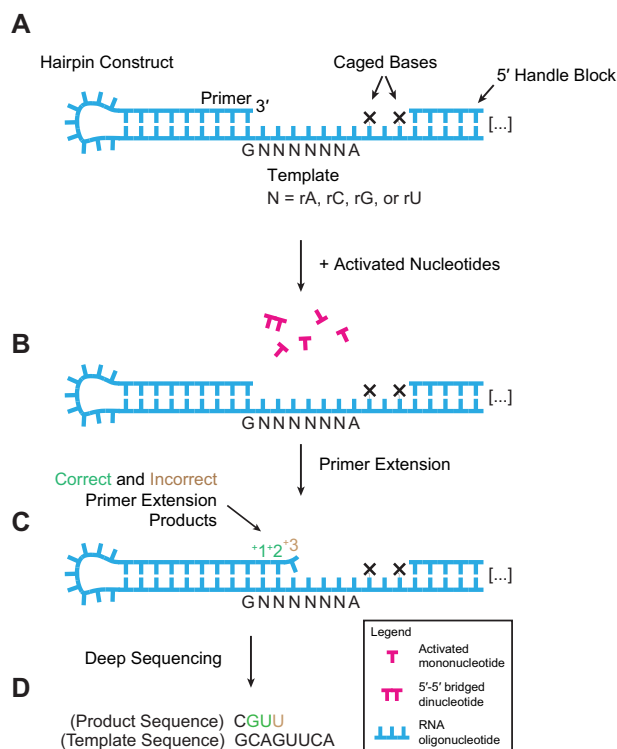 A
Hairpin Construct
Caged Bases
5′ Handle Block
Primer
3′
[...]
GNNNNNNA
Template
N = rA, rC, rG, or rU
+ Activated Nucleotides
B
[...]
GNNNNNNA
Primer Extension
Correct and Incorrect
Primer Extension
Products
C
+1+2+3
[...]
GNNNNNNA
Deep Sequencing
D
(Product Sequence) CGUU
(Template Sequence) GCAGUUCA
Legend
Activated
mononucleotide
5′-5′ bridged
dinucleotide
RNA
oligonucleotide